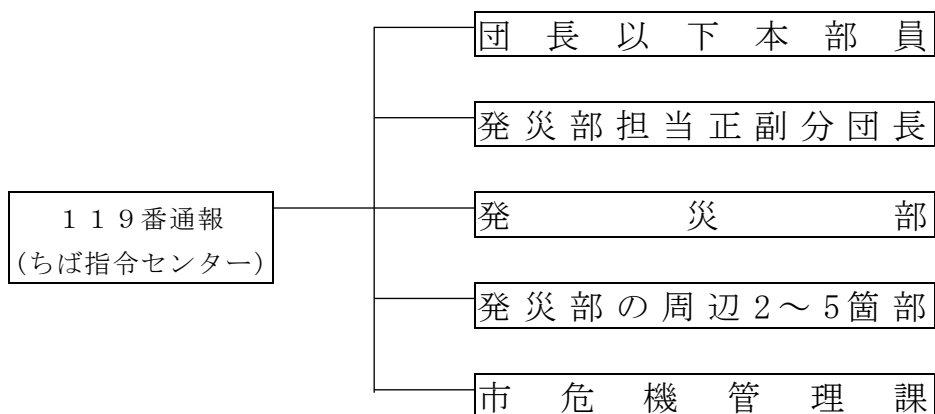 団長以下本部員
発災部担当正副分団長
発災部
発災部の周辺2～5箇部
市危機管理課
１１９番通報
(ちば指令センター)